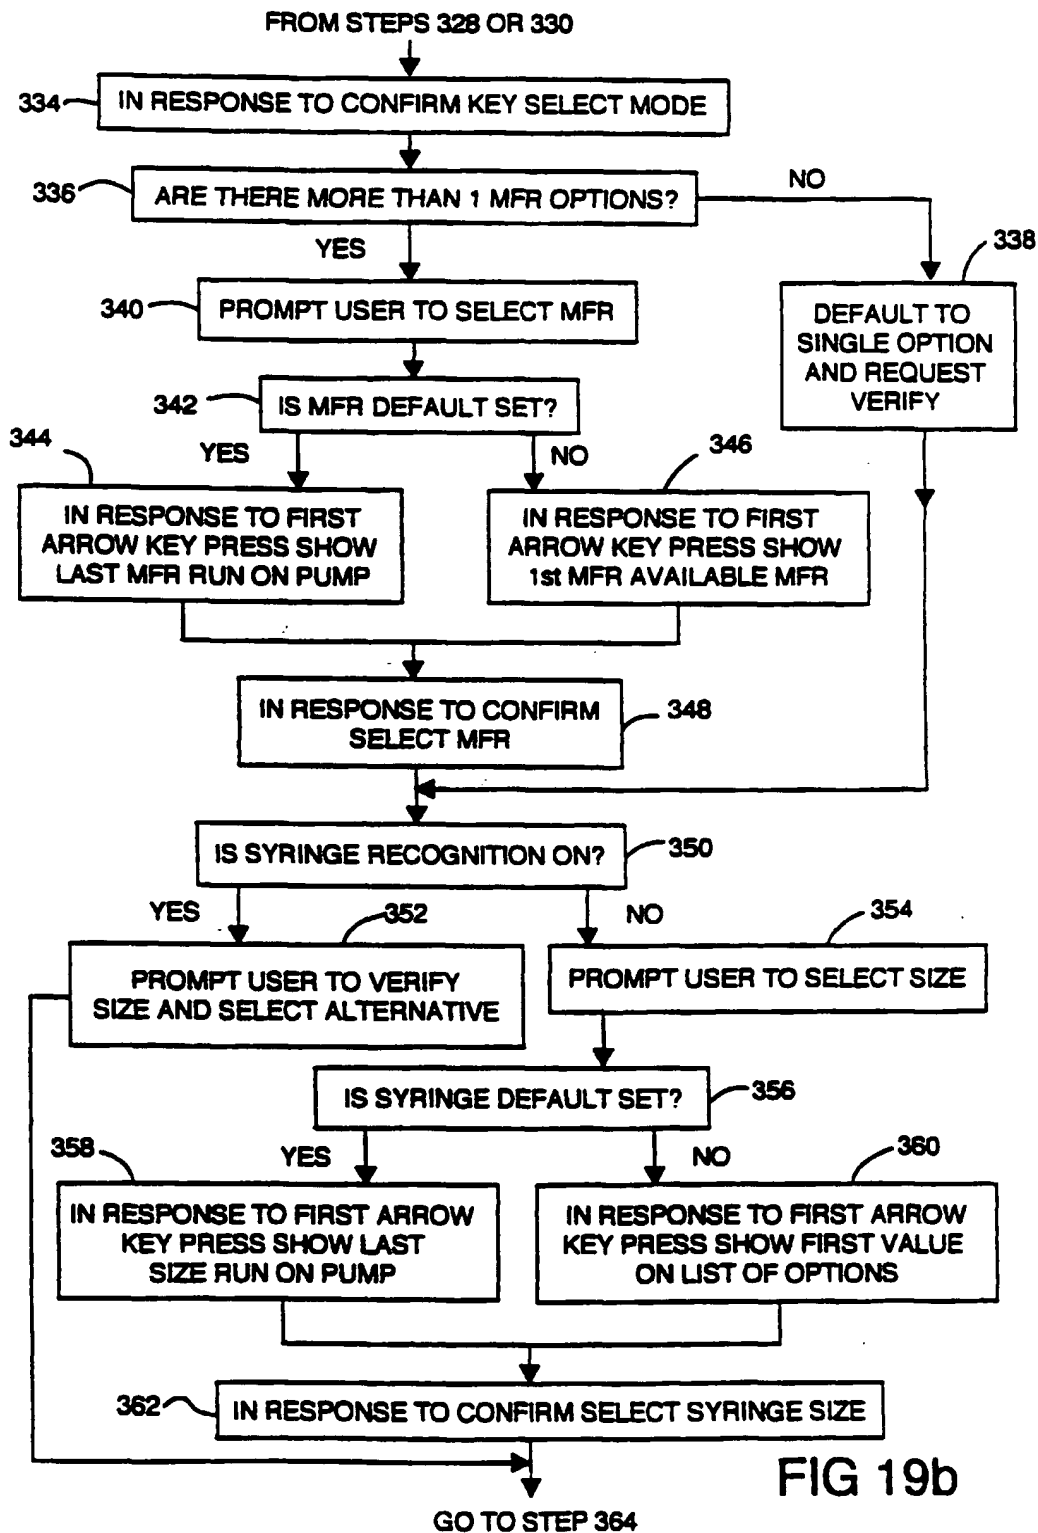 FROM STEPS 328 OR 330
334
IN RESPONSE TO CONFIRM KEY SELECT MODE
336
ARE THERE MORE THAN 1 MFR OPTIONS?
NO
YES
338
DEFAULT TO
SINGLE OPTION
AND REQUEST
VERIFY
340
PROMPT USER TO SELECT MFR
342
IS MFR DEFAULT SET?
344
YES
NO
346
IN RESPONSE TO FIRST
ARROW KEY PRESS SHOW
LAST MFR RUN ON PUMP
IN RESPONSE TO FIRST
ARROW KEY PRESS SHOW
1st MFR AVAILABLE MFR
IN RESPONSE TO CONFIRM
SELECT MFR
348
IS SYRINGE RECOGNITION ON?
350
YES
352
NO
354
PROMPT USER TO VERIFY
SIZE AND SELECT ALTERNATIVE
PROMPT USER TO SELECT SIZE
IS SYRINGE DEFAULT SET?
356
358
YES
NO
360
IN RESPONSE TO FIRST ARROW
KEY PRESS SHOW LAST
SIZE RUN ON PUMP
IN RESPONSE TO FIRST ARROW
KEY PRESS SHOW FIRST VALUE
ON LIST OF OPTIONS
362
IN RESPONSE TO CONFIRM SELECT SYRINGE SIZE
FIG 19b
GO TO STEP 364